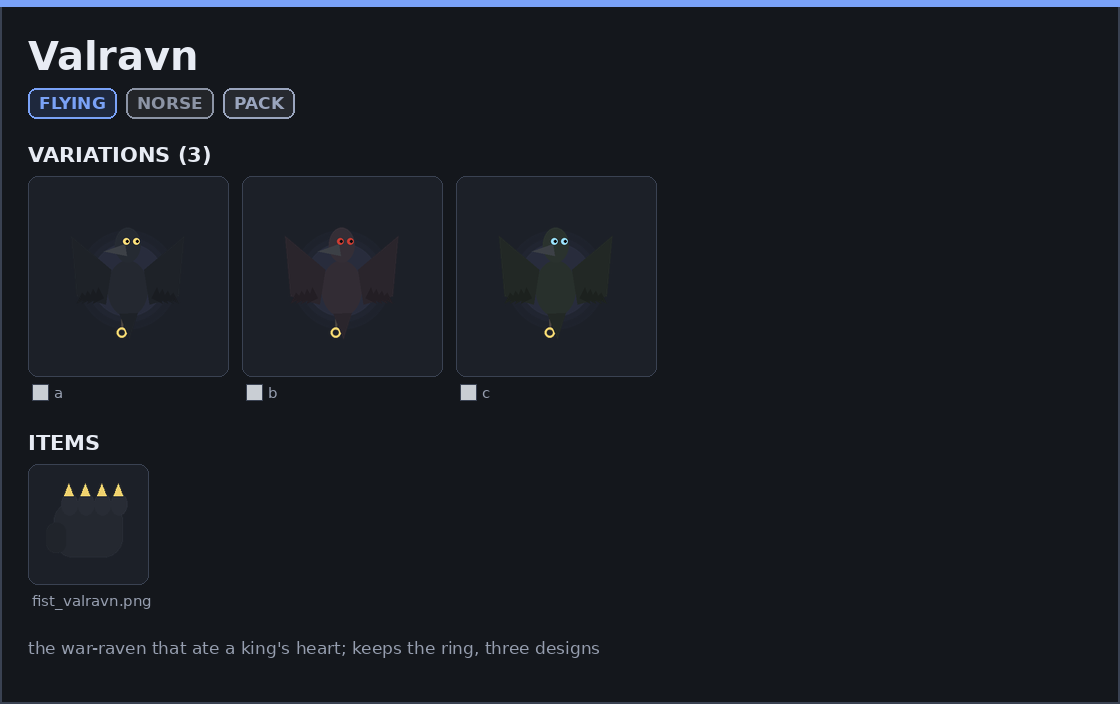 Valravn
FLYING NORSE PACK
VARIATIONS (3)
a b c
ITEMS
fist_valravn.png
the war-raven that ate a king's heart; keeps the ring, three designs